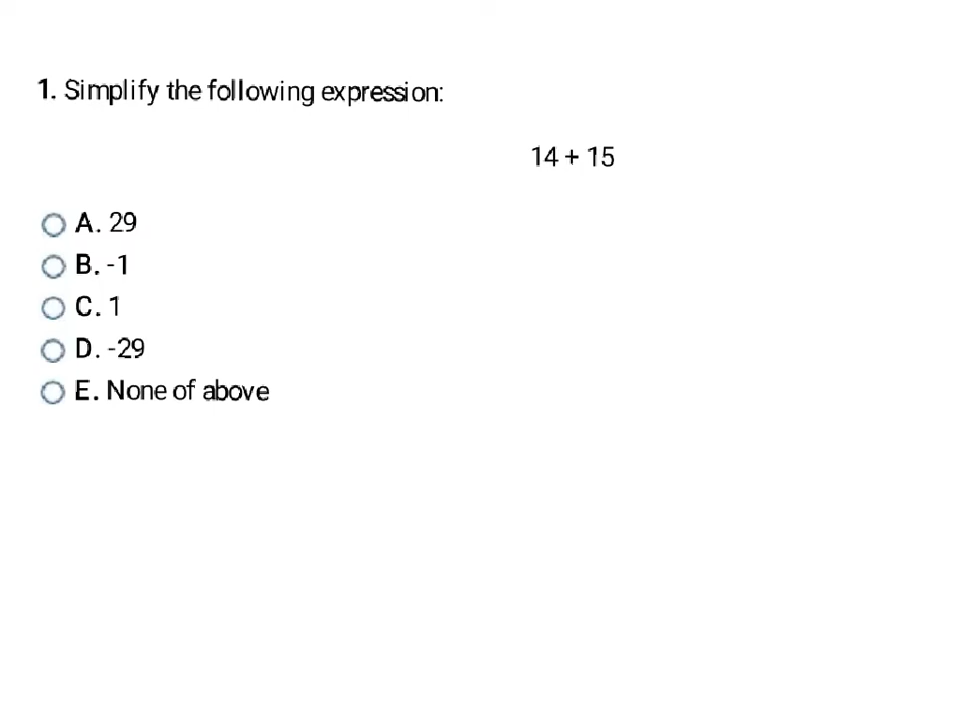 1. Simplify the following expression:
14 + 15
A. 29
B. -1
C. 1
D. -29
E. None of above